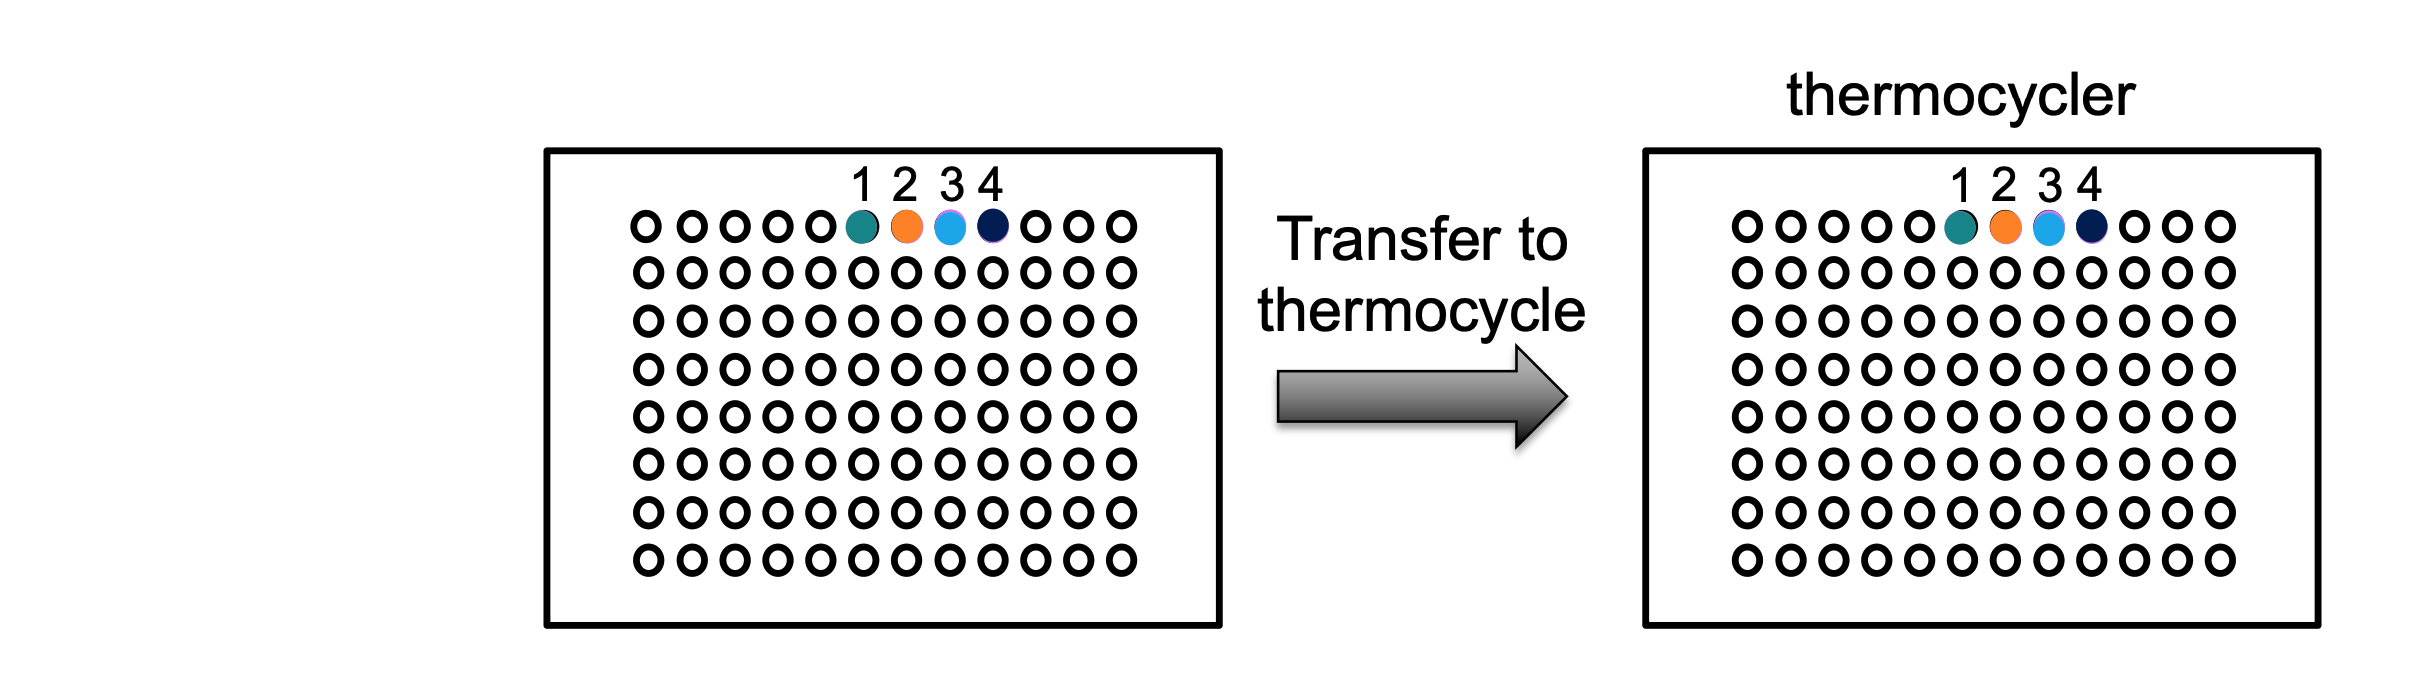 thermocycler
1 2 3 4
Transfer to
thermocycle
1 2 3 4